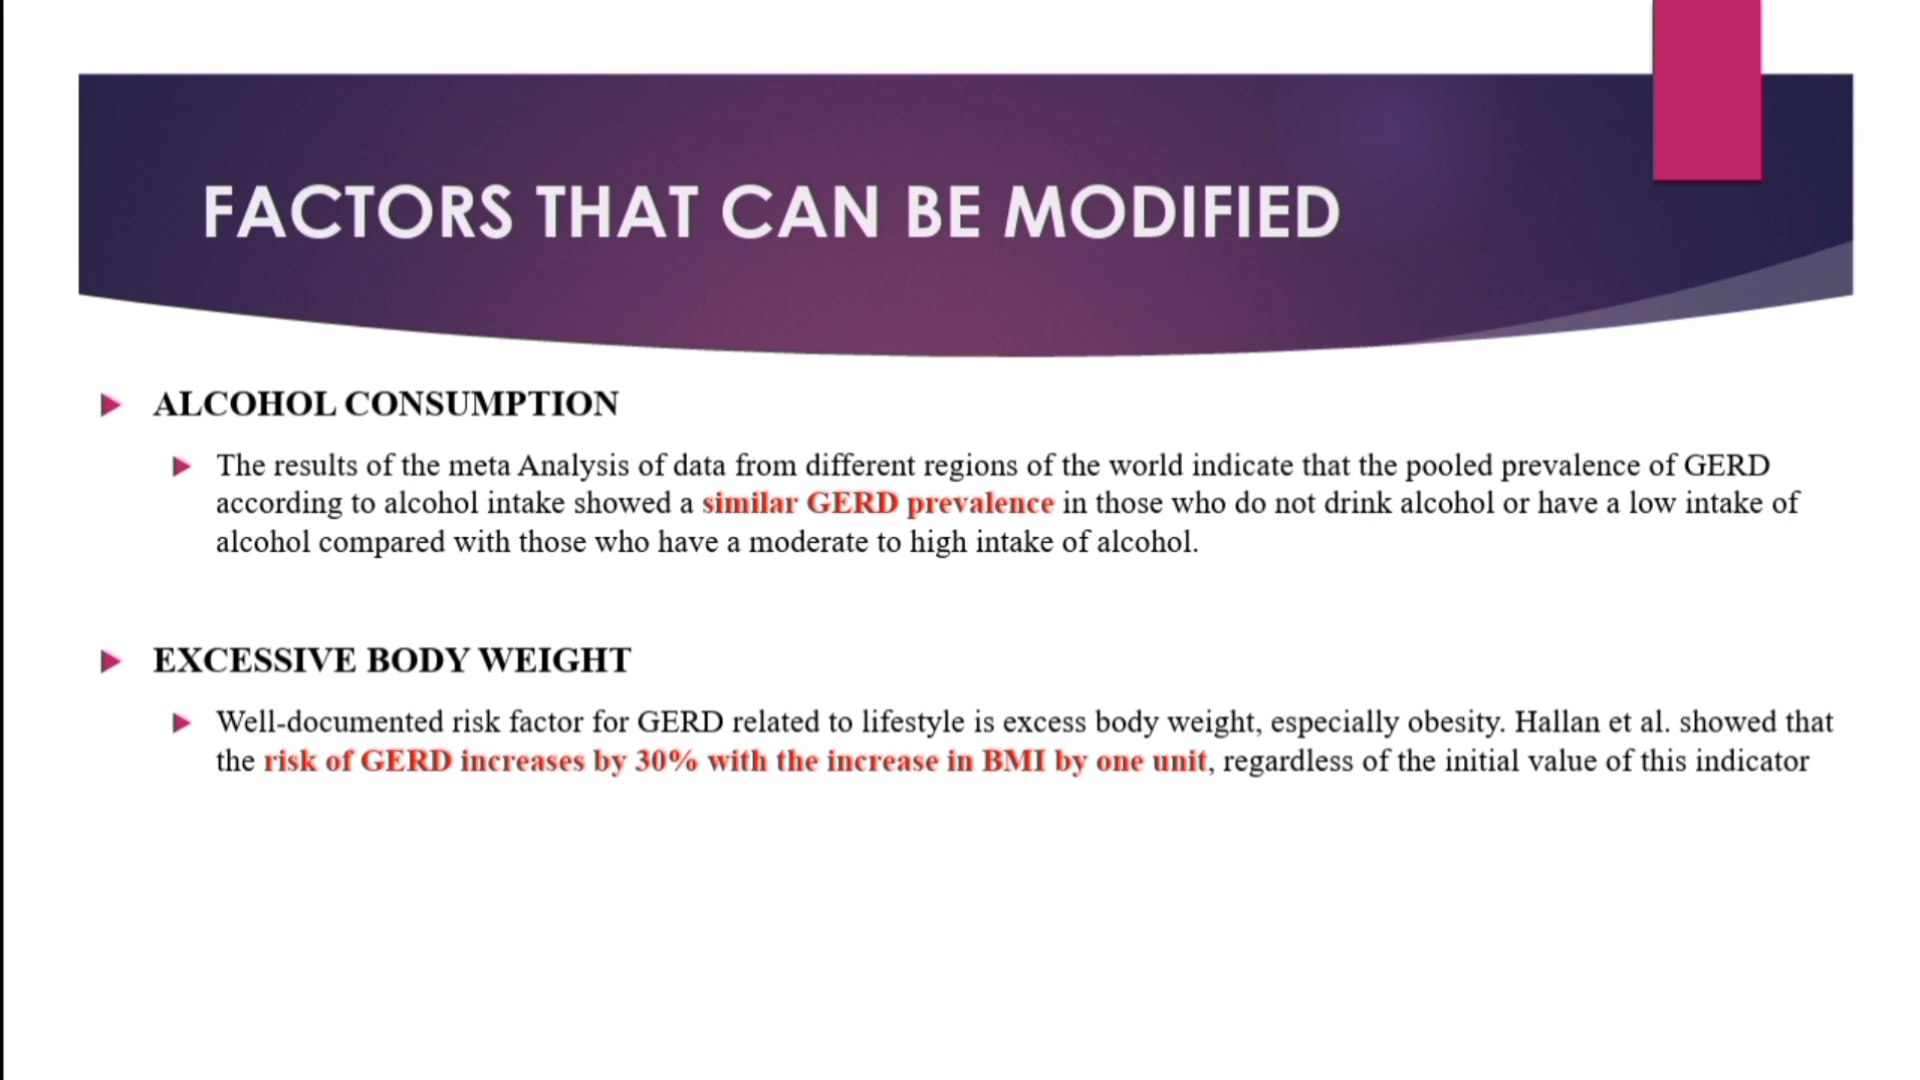 FACTORS THAT CAN BE MODIFIED
ALCOHOL CONSUMPTION
The results of the meta Analysis of data from different regions of the world indicate that the pooled prevalence of GERD
according to alcohol intake showed a similar GERD prevalence in those who do not drink alcohol or have a low intake of
alcohol compared with those who have a moderate to high intake of alcohol.
EXCESSIVE BODY WEIGHT
Well-documented risk factor for GERD related to lifestyle is excess body weight, especially obesity. Hallan et al. showed that
the risk of GERD increases by 30% with the increase in BMI by one unit, regardless of the initial value of this indicator